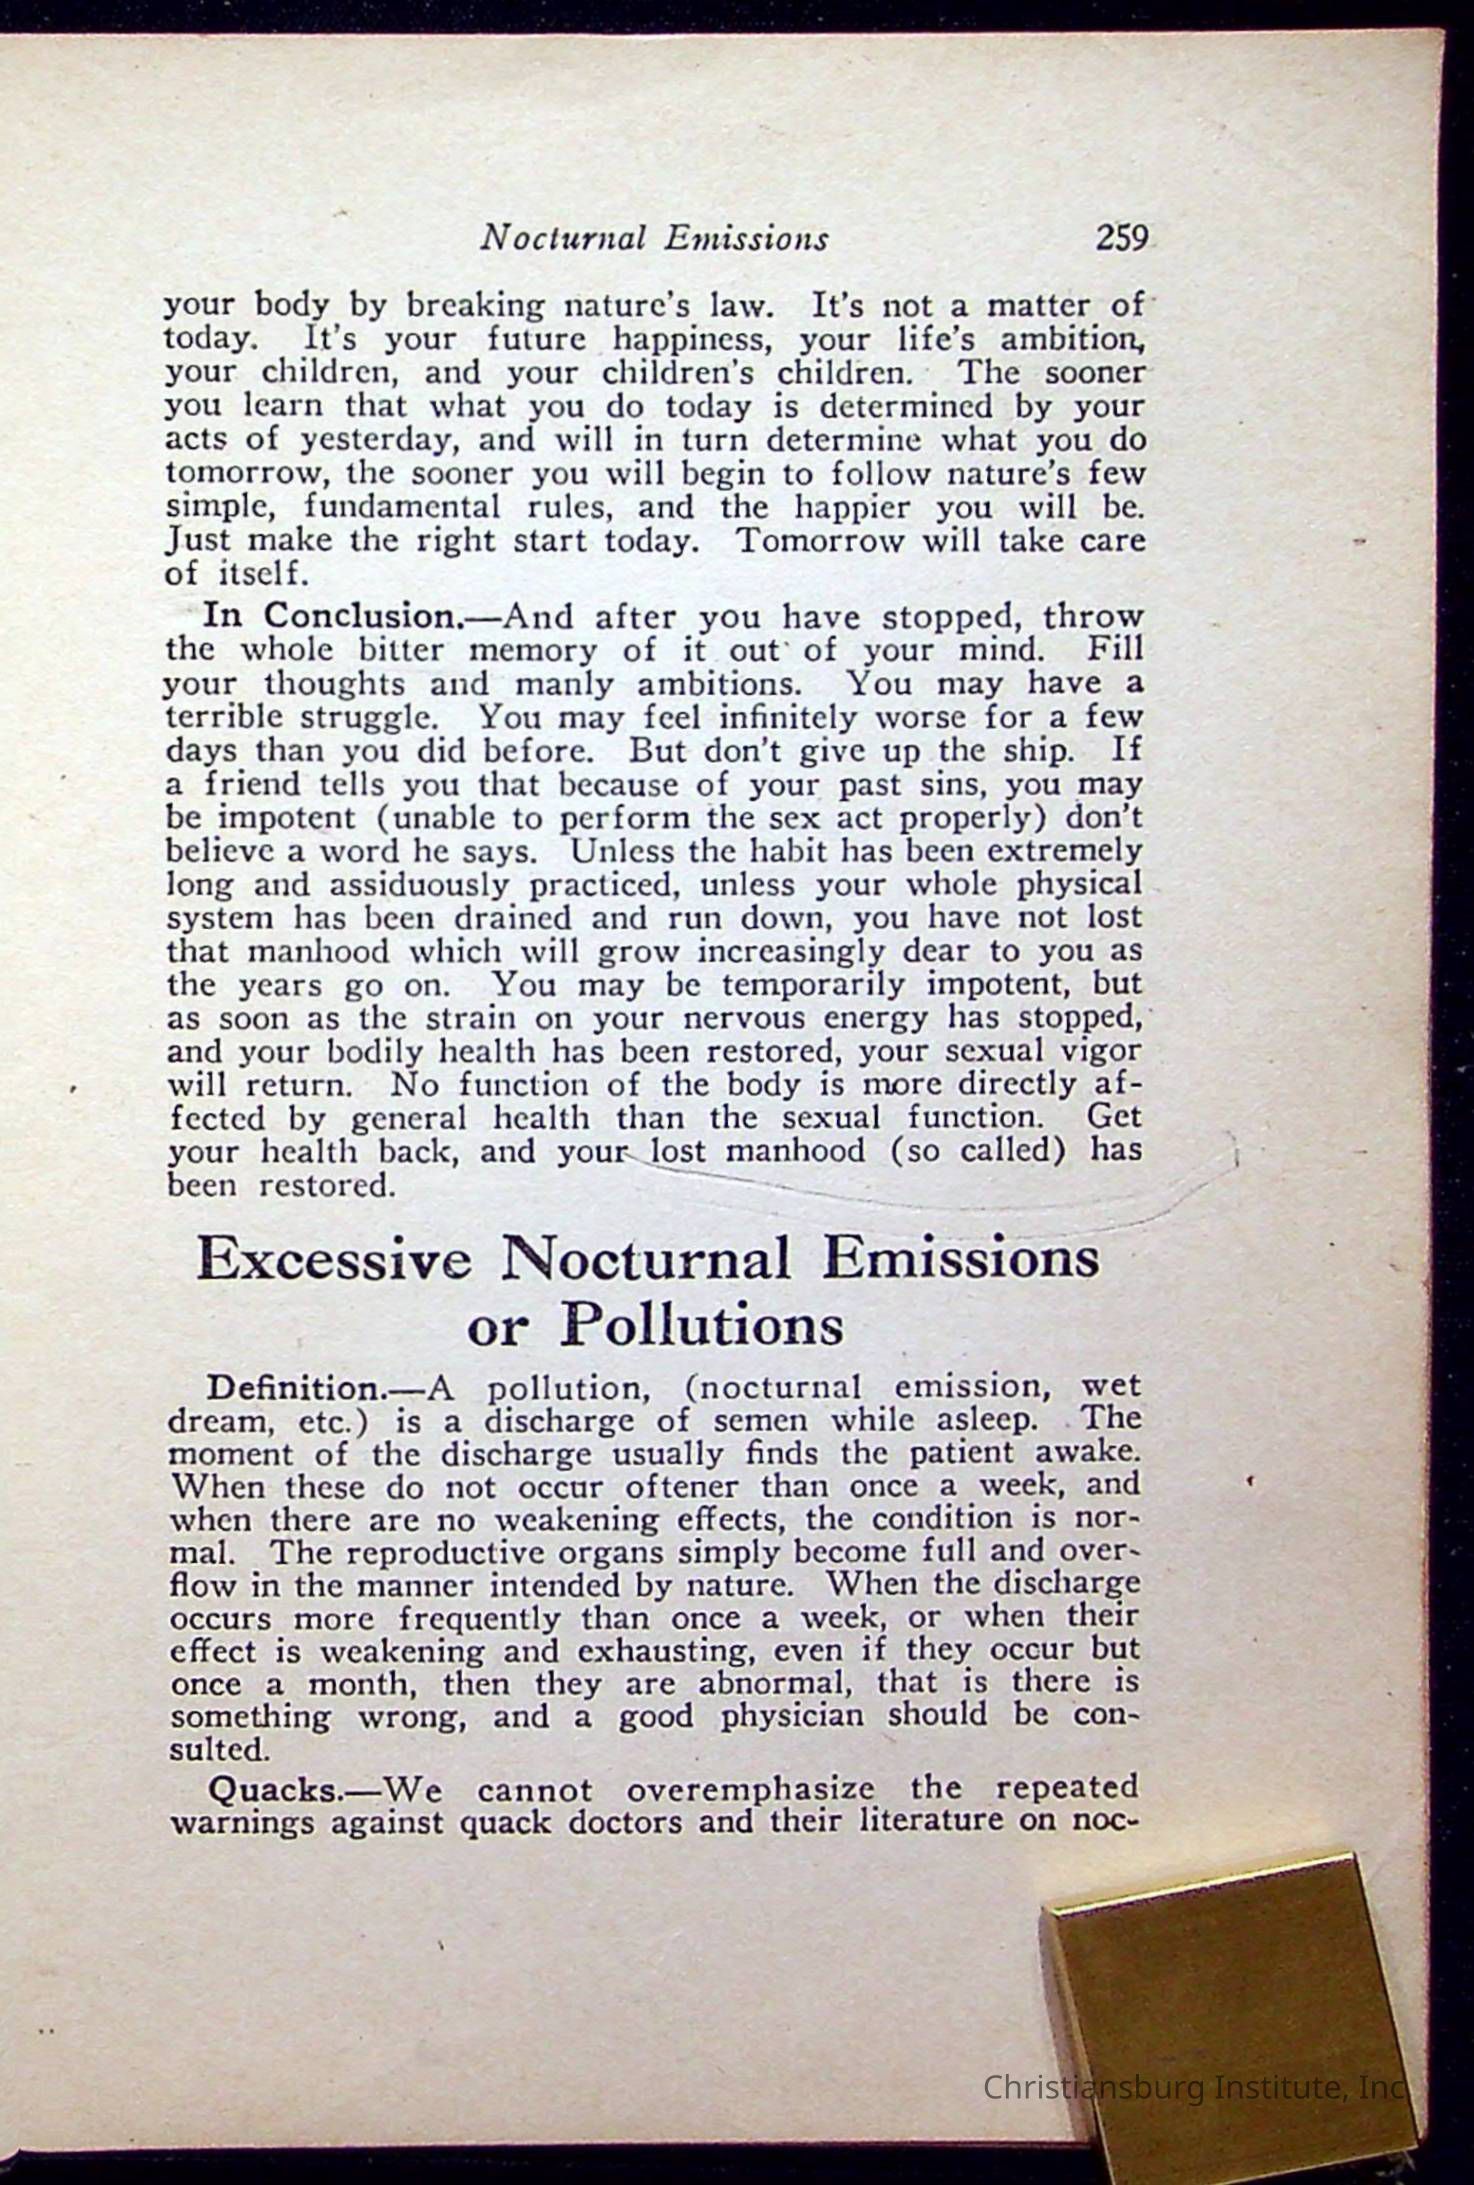 Nocturnal Emissions 259
your body by breaking nature's law. It's not a matter of
today. It's your future happiness, your life's ambition,
your children, and your children's children. The sooner
you learn that what you do today is determined by your
acts of yesterday, and will in turn determine what you do
tomorrow, the sooner you will begin to follow nature's few
simple, fundamental rules, and the happier you will be.
Just make the right start today. Tomorrow will take care
of itself.
In Conclusion.—And after you have stopped, throw
the whole bitter memory of it out of your mind. Fill
your thoughts and manly ambitions. You may have a
terrible struggle. You may feel infinitely worse for a few
days than you did before. But don't give up the ship. If
a friend tells you that because of your past sins, you may
be impotent (unable to perform the sex act properly) don't
believe a word he says. Unless the habit has been extremely
long and assiduously practiced, unless your whole physical
system has been drained and run down, you have not lost
that manhood which will grow increasingly dear to you as
the years go on. You may be temporarily impotent, but
as soon as the strain on your nervous energy has stopped,
and your bodily health has been restored, your sexual vigor
will return. No function of the body is more directly af-
fected by general health than the sexual function. Get
your health back, and your lost manhood (so called) has
been restored.
Excessive Nocturnal Emissions
or Pollutions
Definition.—A pollution, (nocturnal emission, wet
dream, etc.) is a discharge of semen while asleep. The
moment of the discharge usually finds the patient awake.
When these do not occur oftener than once a week, and
when there are no weakening effects, the condition is nor-
mal. The reproductive organs simply become full and over-
flow in the manner intended by nature. When the discharge
occurs more frequently than once a week, or when their
effect is weakening and exhausting, even if they occur but
once a month, then they are abnormal, that is there is
something wrong, and a good physician should be con-
sulted.
Quacks.—We cannot overemphasize the repeated
warnings against quack doctors and their literature on noc-
Christiansburg Institute, Inc